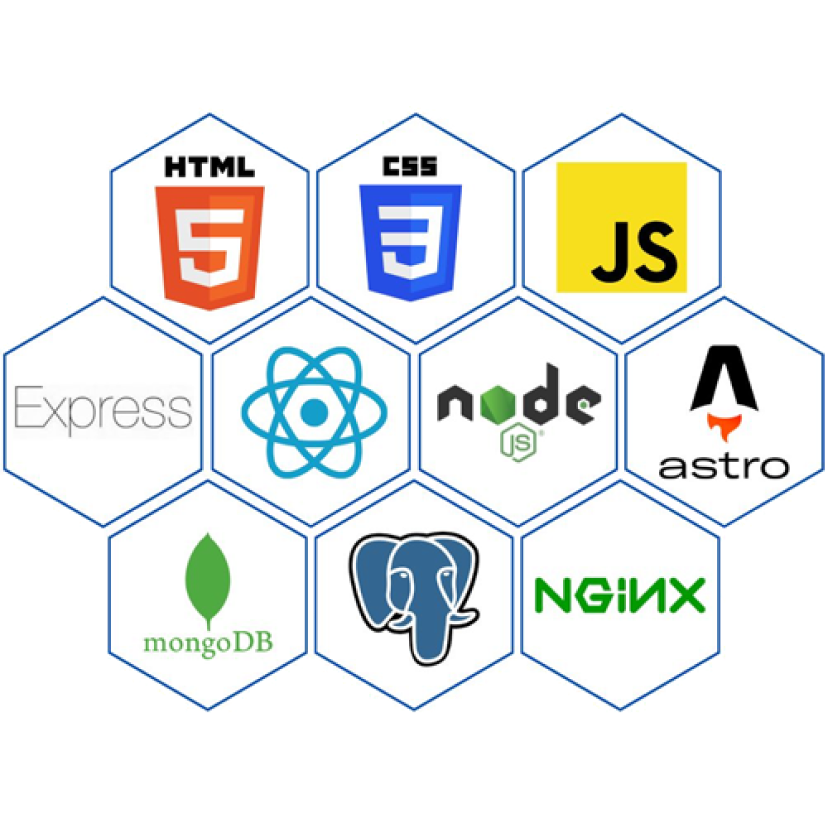 HTML
5
CSS
3
JS
Express
node
JS®
astro
mongoDB
NGINX